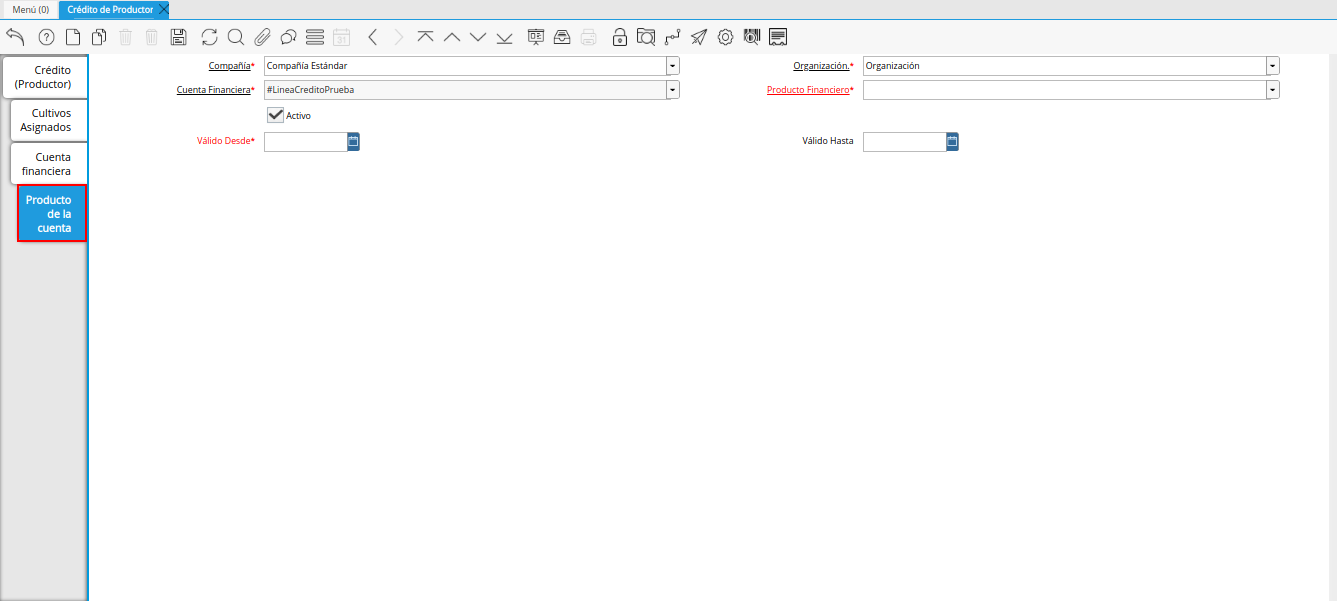 Menú (0)
Crédito de Productor
31
Crédito
(Productor)
Cultivos
Asignados
Cuenta
financiera
Producto
de la
cuenta
Compañía* Compañía Estándar
Organización.* Organización
Cuenta Financiera* #LineaCreditoPrueba
Producto Financiero*
Activo
Válido Desde*
Válido Hasta